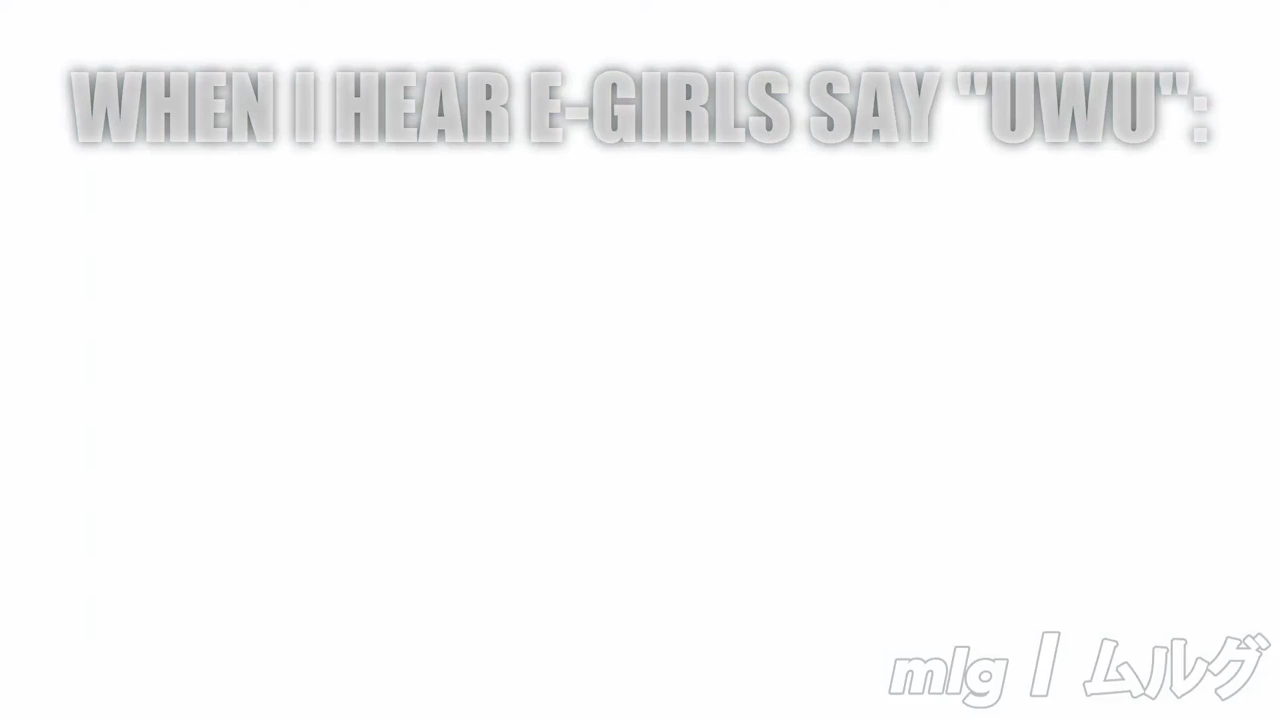 WHEN I HEAR E-GIRLS SAY "UWU":
mlg | ムルグ